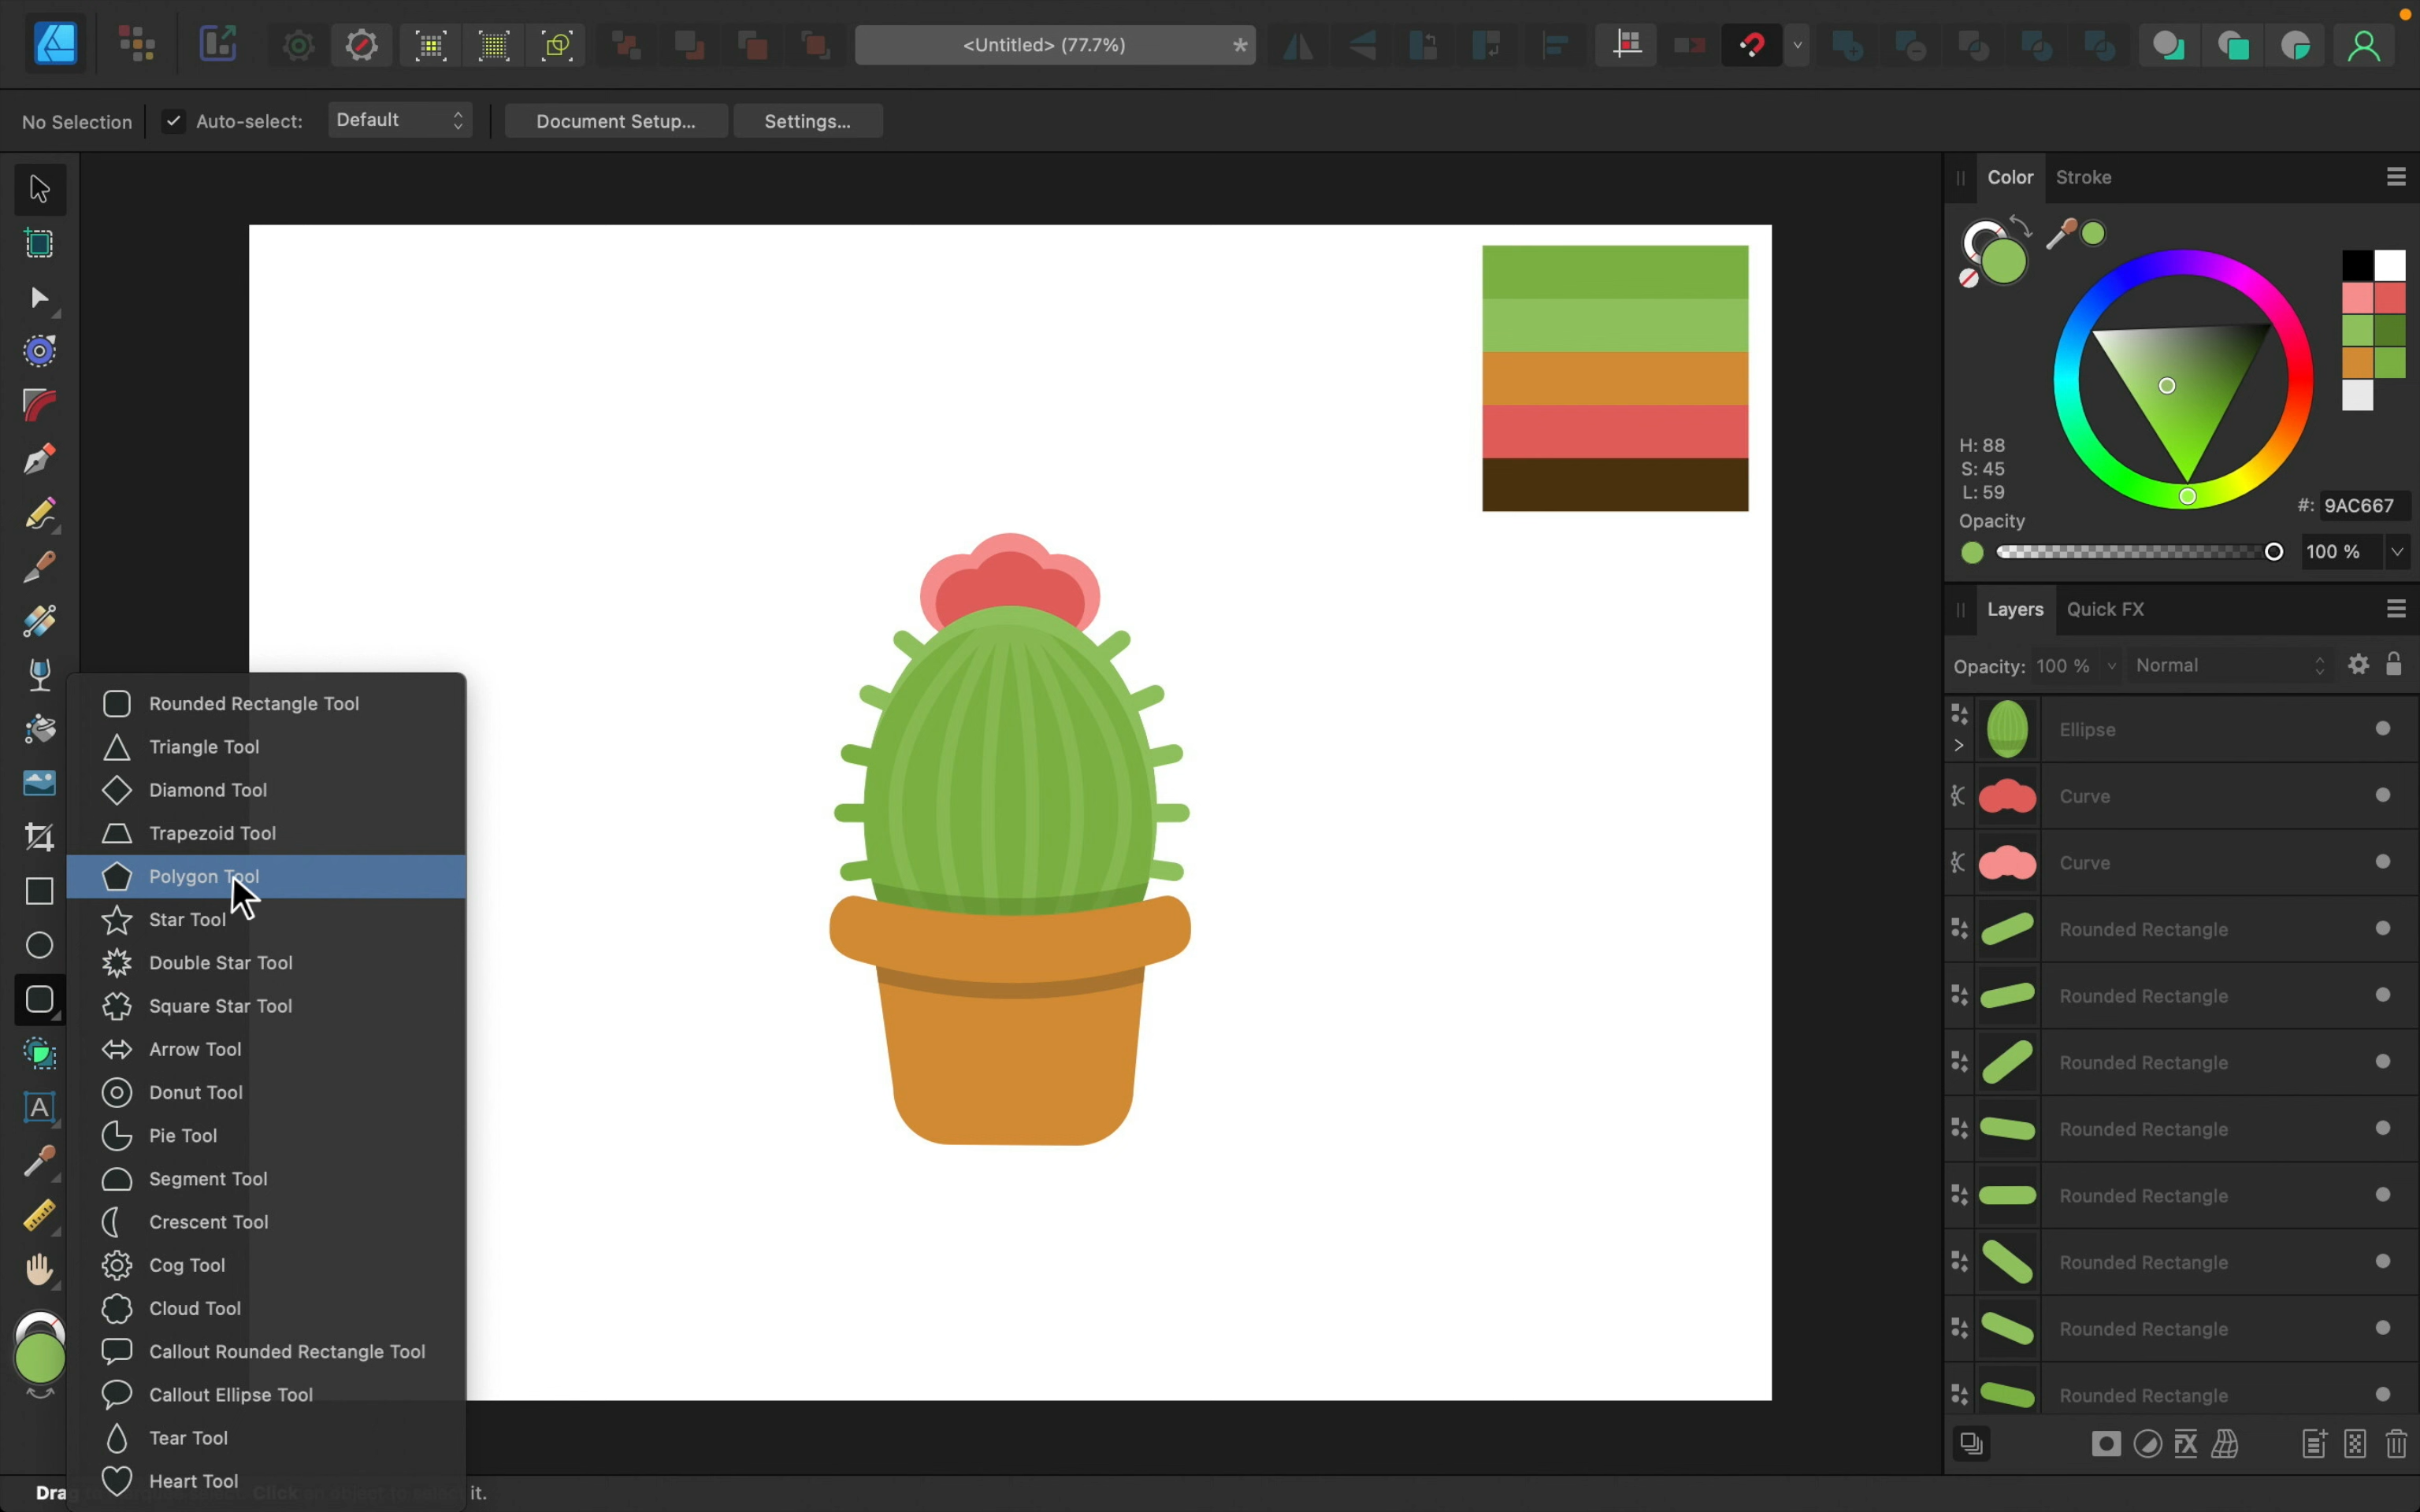 <Untitled> (77.7%)
*
No Selection
Auto-select:
Default
Document Setup...
Settings...
Color
Stroke
H: 88
S: 45
L: 59
#: 9AC667
Opacity
100 %
Layers
Quick FX
Opacity: 100 %
Normal
Ellipse
Curve
Curve
Rounded Rectangle
Rounded Rectangle
Rounded Rectangle
Rounded Rectangle
Rounded Rectangle
Rounded Rectangle
Rounded Rectangle
Rounded Rectangle
FX
A
Rounded Rectangle Tool
Triangle Tool
Diamond Tool
Trapezoid Tool
Polygon Tool
Star Tool
Double Star Tool
Square Star Tool
Arrow Tool
Donut Tool
Pie Tool
Segment Tool
Crescent Tool
Cog Tool
Cloud Tool
Callout Rounded Rectangle Tool
Callout Ellipse Tool
Tear Tool
Heart Tool
Drag Click it.